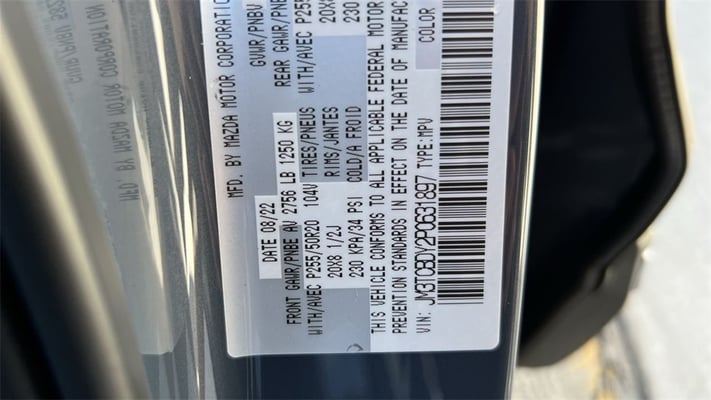 MFD. BY MAZDA MOTOR CORPORATION
DATE 08/22 GVWR/PNBV
FRONT GAWR/PNBE AV 2756 LB 1250 KG REAR GAWR/PNB
WITH/AVEC P255/50R20 104V TIRES/PNEUS WITH/AVEC P255
20X8 1/2J RIMS/JANTES 20X8
230 KPA/34 PSI COLD/A FROID 230
THIS VEHICLE CONFORMS TO ALL APPLICABLE FEDERAL MOTOR
PREVENTION STANDARDS IN EFFECT ON THE DATE OF MANUFAC
VIN: JM3TCBDY2P0631897 TYPE:MPV COLOR